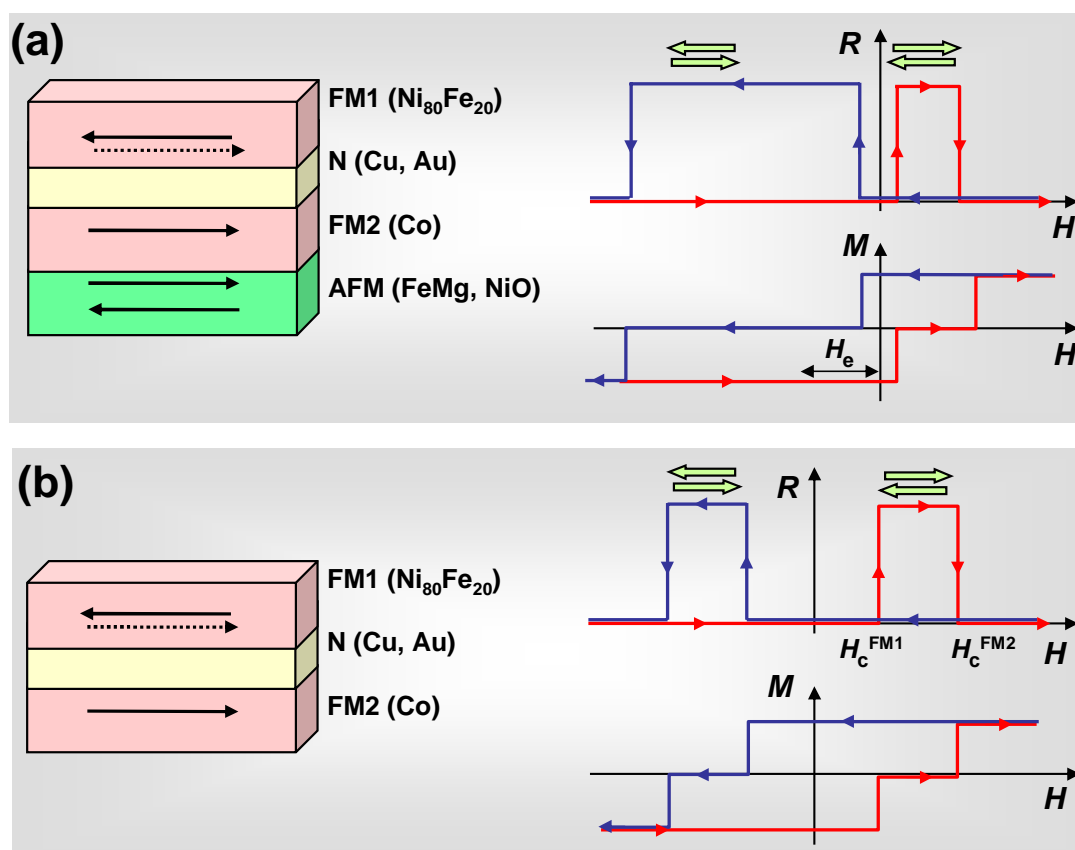 (a)
FM1 (Ni80Fe20)
N (Cu, Au)
FM2 (Co)
AFM (FeMg, NiO)
R
H
M
He
H
(b)
FM1 (Ni80Fe20)
N (Cu, Au)
FM2 (Co)
R
HcFM1 HcFM2 H
M
H